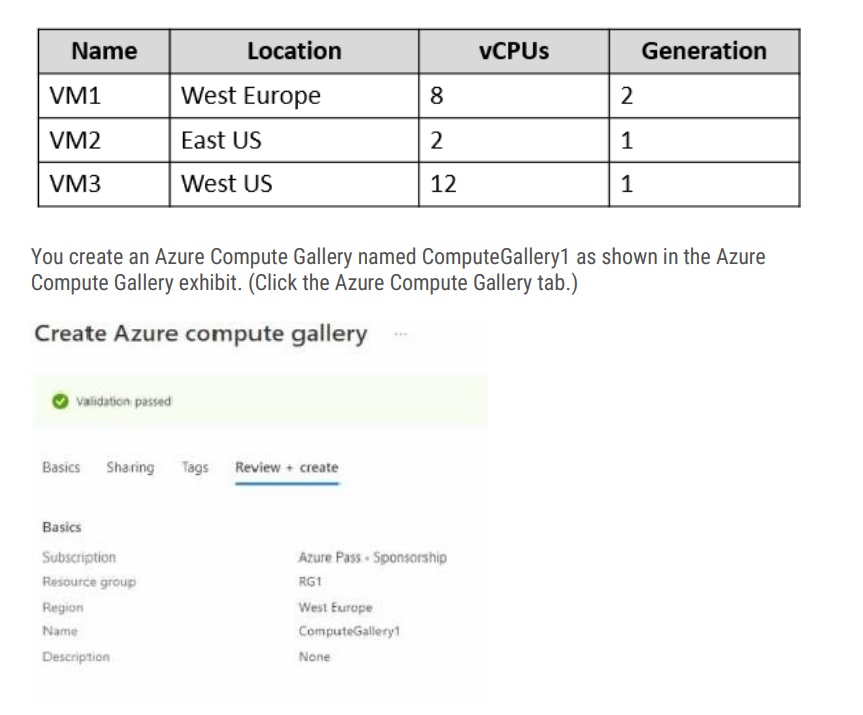 Name Location vCPUs Generation
VM1 West Europe 8 2
VM2 East US 2 1
VM3 West US 12 1
You create an Azure Compute Gallery named ComputeGallery1 as shown in the Azure
Compute Gallery exhibit. (Click the Azure Compute Gallery tab.)
Create Azure compute gallery ...
Validation passed
Basics Sharing Tags Review + create
Basics
Subscription Azure Pass - Sponsorship
Resource group RG1
Region West Europe
Name ComputeGallery1
Description None